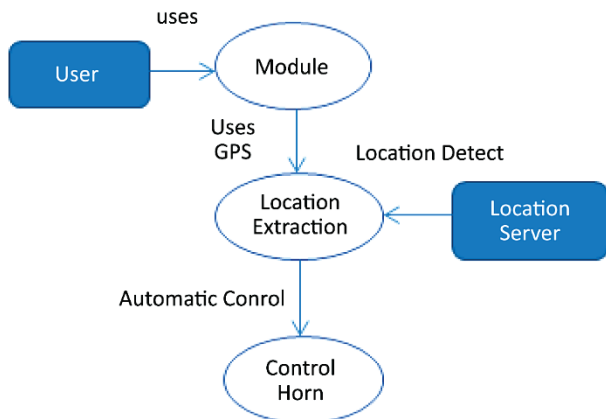 uses
User
Module
Uses
GPS
Location Detect
Location
Extraction
Location
Server
Automatic Conrol
Control
Horn